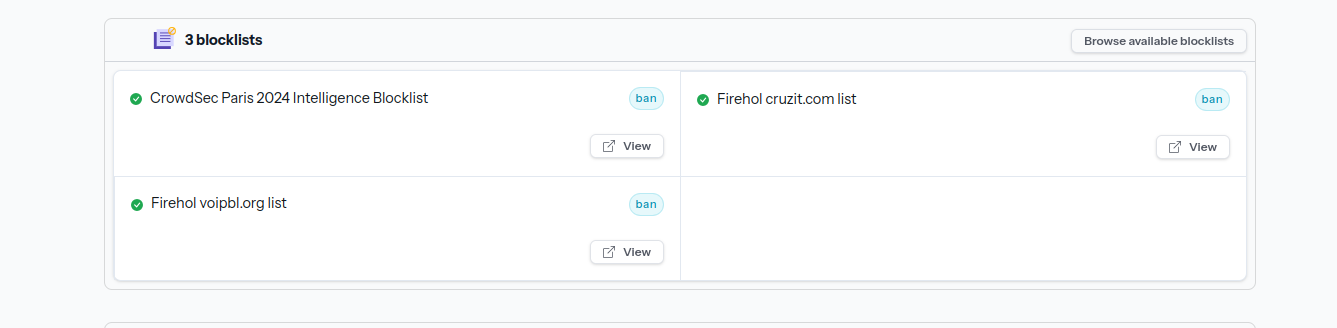 3 blocklists
Browse available blocklists
CrowdSec Paris 2024 Intelligence Blocklist
ban
View
Firehol cruzit.com list
ban
View
Firehol voipbl.org list
ban
View